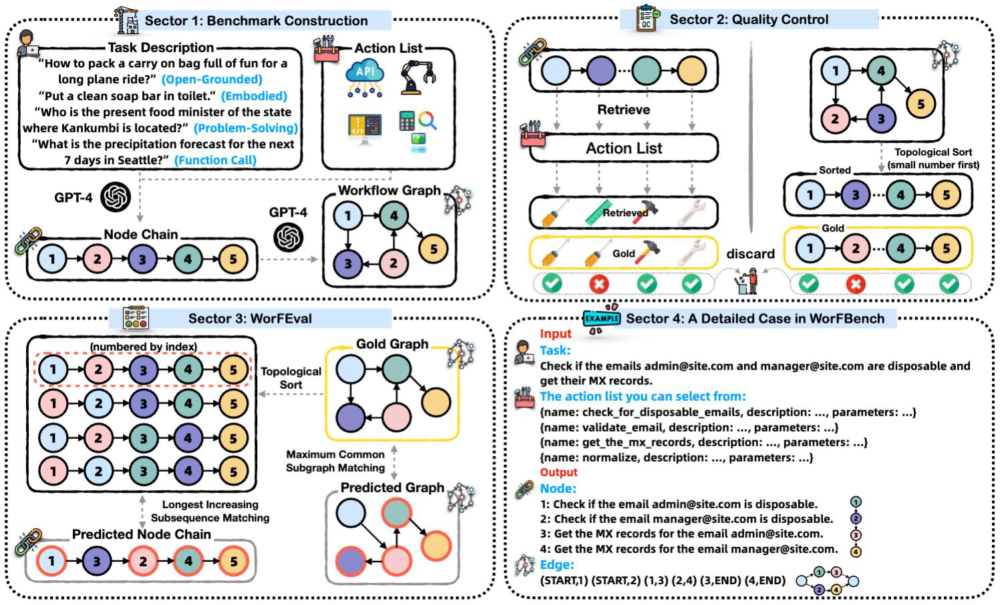 Sector 1: Benchmark Construction
Task Description
“How to pack a carry on bag full of fun for a
long plane ride?” (Open-Grounded)
“Put a clean soap bar in toilet.” (Embodied)
“Who is the present food minister of the state
where Kankumbi is located?” (Problem-Solving)
“What is the precipitation forecast for the next
7 days in Seattle?” (Function Call)
Action List
API
GPT-4
Node Chain
1 2 3 4 5
GPT-4
Workflow Graph
1 4
5
3 2
Sector 2: Quality Control
QC
Retrieve
Action List
Retrieved
Gold
discard
1 4
5
2 3
Topological Sort
(small number first)
Sorted
1 3 ... 4 5
Gold
1 2 ... 4 5
Sector 3: WorFEval
(numbered by index)
1 2 3 4 5
1 2 3 4 5
1 2 3 4 5
1 2 3 4 5
Topological
Sort
Gold Graph
Maximum Common
Subgraph Matching
Predicted Graph
Longest Increasing
Subsequence Matching
Predicted Node Chain
1 3 2 4 5
EXAMPLE
Sector 4: A Detailed Case in WorFBench
Input
Task:
Check if the emails admin@site.com and manager@site.com are disposable and
get their MX records.
The action list you can select from:
{name: check_for_disposable_emails, description: ..., parameters: ...}
{name: validate_email, description: ..., parameters: ...}
{name: get_the_mx_records, description: ..., parameters: ...}
{name: normalize, description: ..., parameters: ...}
Output
Node:
1: Check if the email admin@site.com is disposable.
2: Check if the email manager@site.com is disposable.
3: Get the MX records for the email admin@site.com.
4: Get the MX records for the email manager@site.com.
1
2
3
4
Edge:
(START,1) (START,2) (1,3) (2,4) (3,END) (4,END)
1 3
2 4